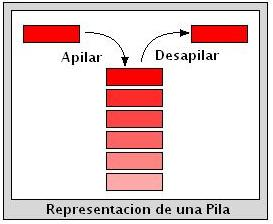 Apilar
Desapilar
Representacion de una Pila